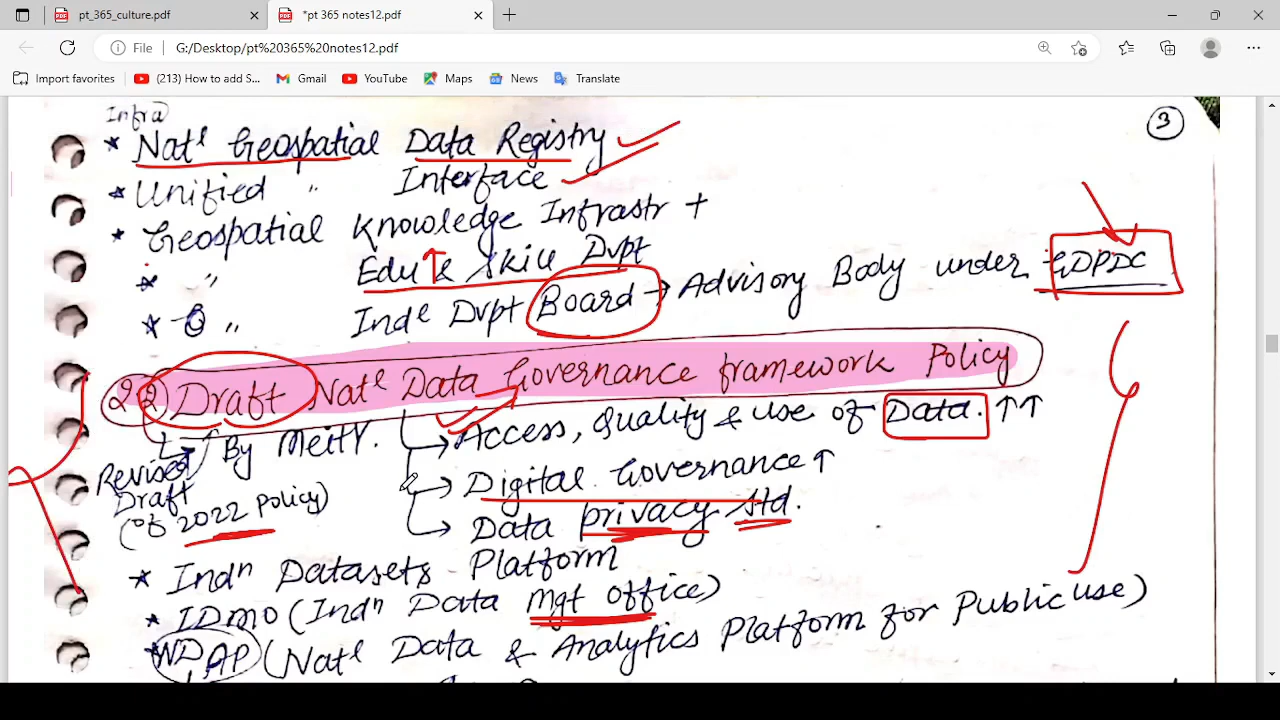 pt_365_culture.pdf
*pt 365 notes12.pdf
File G:/Desktop/pt%20365%20notes12.pdf
Import favorites (213) How to add S... Gmail YouTube Maps News Translate
Infra
3
* Natl Geospatial Data Registry
* Unified " Interface
* Geospatial Knowledge Infrastr +
* " Edu & Skill Dvpt
* " Indl Dvpt Board → Advisory Body under GDPDC
Draft Natl Data Governance framework Policy
By MeitY. → Access, Quality & Use of Data. ↑↑
Revised Draft (of 2022 policy)
→ Digital Governance ↑
→ Data privacy std.
* Indn Datasets Platform
* IDMO (Indn Data Mgt Office)
* NDAP (Natl Data & Analytics Platform for Public use)